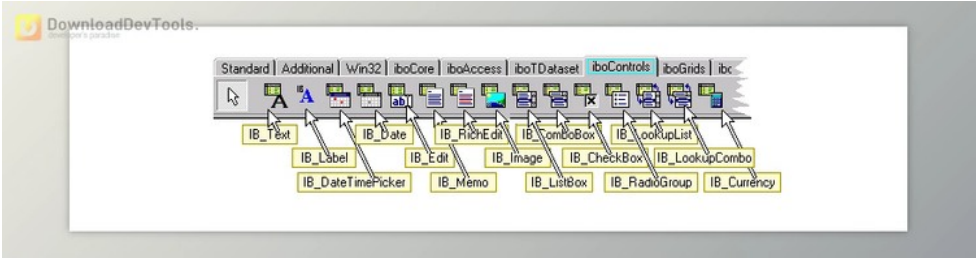 DownloadDevTools.
developer's paradise
Standard Additional Win32 iboCore iboAccess iboTDataset iboControls iboGrids ibc
IB_Text IB_Date IB_RichEdit IB_ComboBox IB_LookupList
IB_Label IB_Edit IB_Image IB_CheckBox IB_LookupCombo
IB_DateTimePicker IB_Memo IB_ListBox IB_RadioGroup IB_Currency